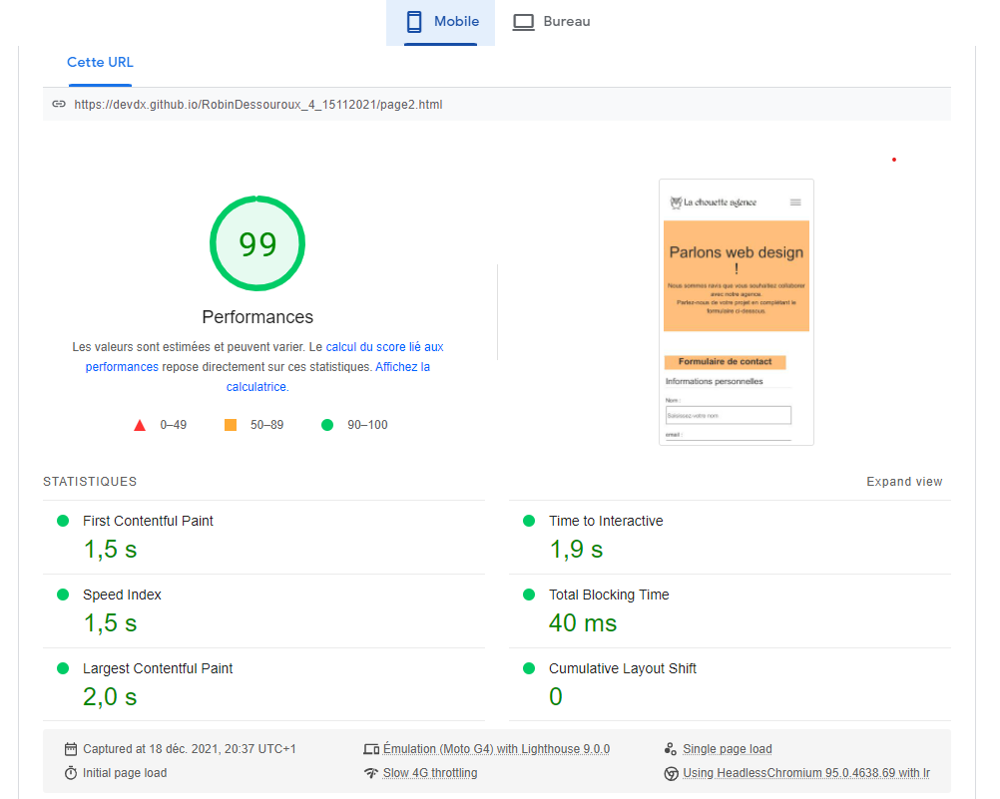 Mobile
Bureau
Cette URL
https://devdx.github.io/RobinDessouroux_4_15112021/page2.html
99
Performances
Les valeurs sont estimées et peuvent varier. Le calcul du score lié aux
performances repose directement sur ces statistiques. Affichez la
calculatrice.
0–49
50–89
90–100
La chouette agence
Parlons web design
!
Nous sommes ravis que vous souhaitiez collaborer
avec notre agence.
Partez-nous de votre projet en complétant le
formulaire ci-dessous.
Formulaire de contact
Informations personnelles
Nom :
Saisissez votre nom
email :
STATISTIQUES
Expand view
First Contentful Paint
1,5 s
Time to Interactive
1,9 s
Speed Index
1,5 s
Total Blocking Time
40 ms
Largest Contentful Paint
2,0 s
Cumulative Layout Shift
0
Captured at 18 déc. 2021, 20:37 UTC+1
Émulation (Moto G4) with Lighthouse 9.0.0
Single page load
Initial page load
Slow 4G throttling
Using HeadlessChromium 95.0.4638.69 with lr